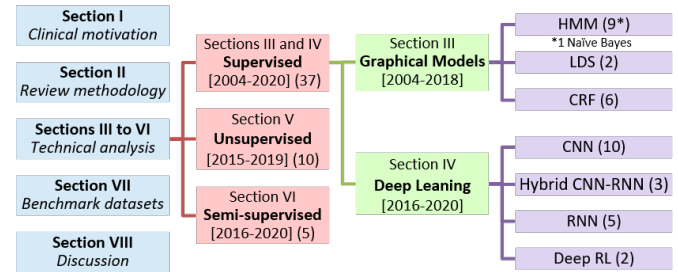 Section I
Clinical motivation
Section II
Review methodology
Sections III to VI
Technical analysis
Section VII
Benchmark datasets
Section VIII
Discussion
Sections III and IV
Supervised
[2004-2020] (37)
Section V
Unsupervised
[2015-2019] (10)
Section VI
Semi-supervised
[2016-2020] (5)
Section III
Graphical Models
[2004-2018]
Section IV
Deep Leaning
[2016-2020]
HMM (9*)
*1 Naïve Bayes
LDS (2)
CRF (6)
CNN (10)
Hybrid CNN-RNN (3)
RNN (5)
Deep RL (2)